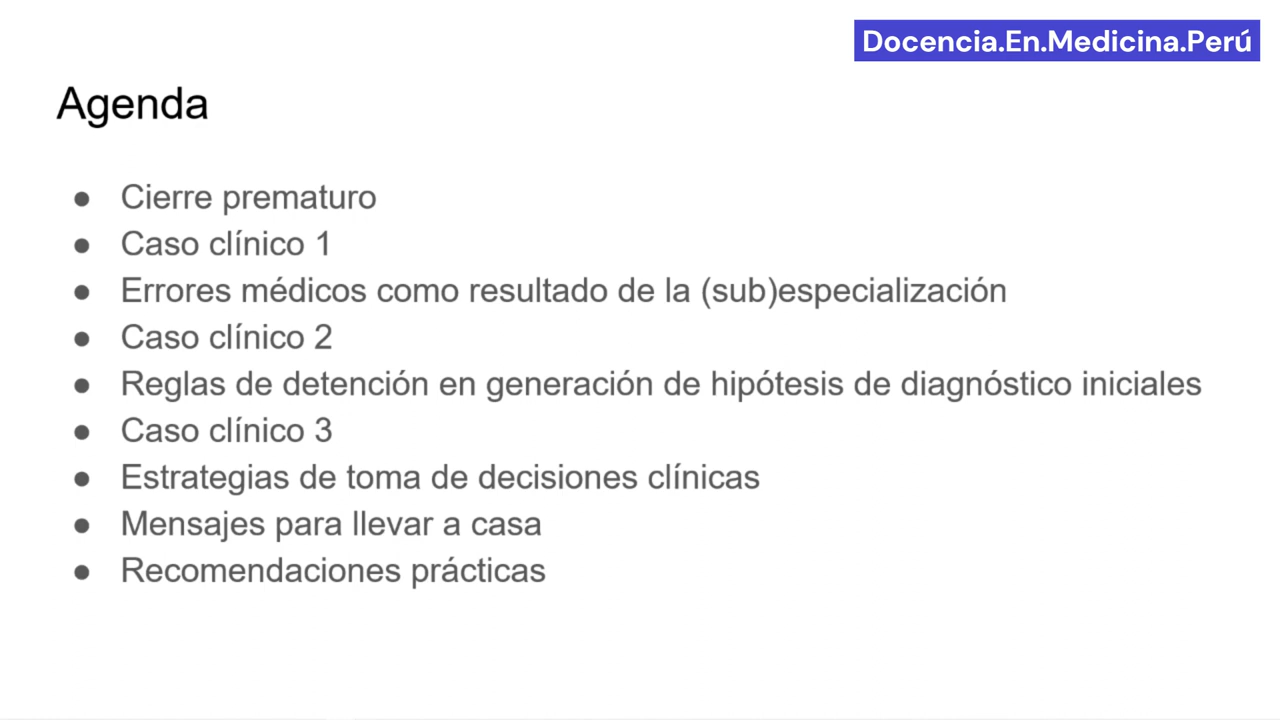 Docencia.En.Medicina.Perú
Agenda
● Cierre prematuro
● Caso clínico 1
● Errores médicos como resultado de la (sub)especialización
● Caso clínico 2
● Reglas de detención en generación de hipótesis de diagnóstico iniciales
● Caso clínico 3
● Estrategias de toma de decisiones clínicas
● Mensajes para llevar a casa
● Recomendaciones prácticas